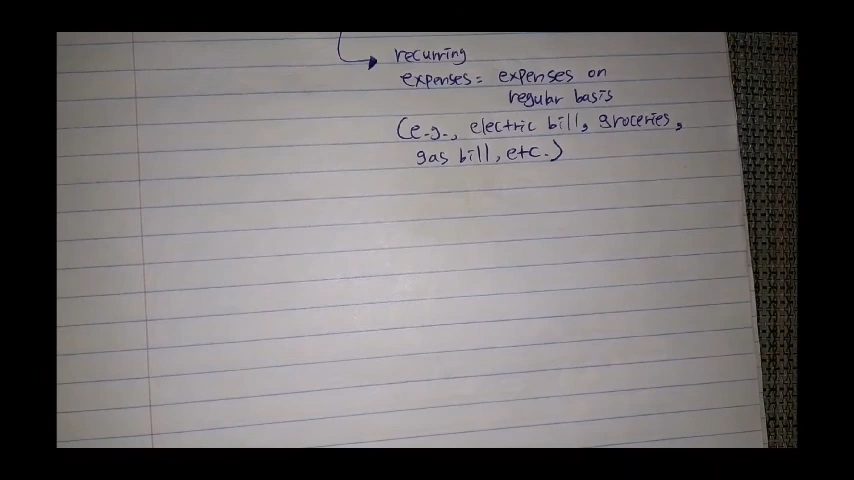 recurring
expenses = expenses on
regular basis
(e.g., electric bill, groceries,
gas bill, etc.)